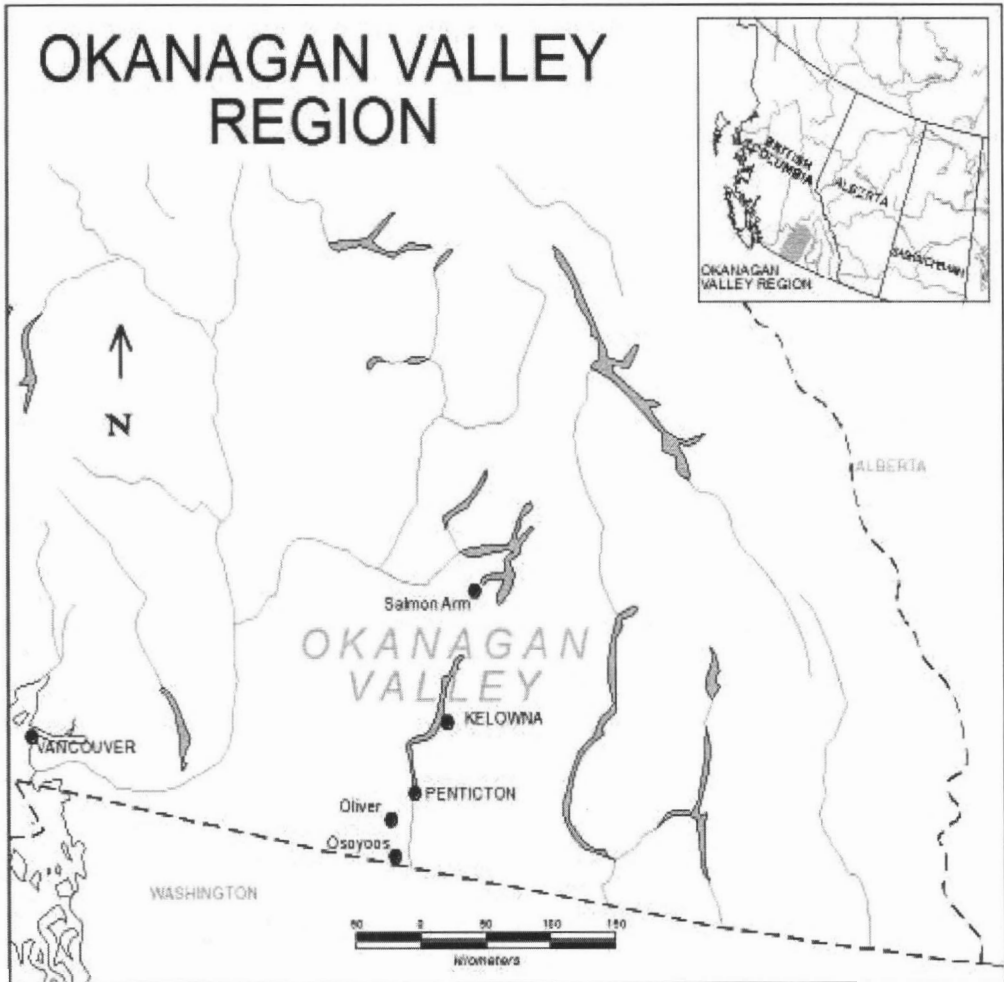 OKANAGAN VALLEY
REGION
BRITISH
COLUMBIA
ALBERTA
SASKATCHEWAN
OKANAGAN
VALLEY REGION
N
ALBERTA
Salmon Arm
OKANAGAN
VALLEY
KELOWNA
VANCOUVER
PENTICTON
Oliver
Osoyoos
WASHINGTON
50 0 50 100 150
kilometers